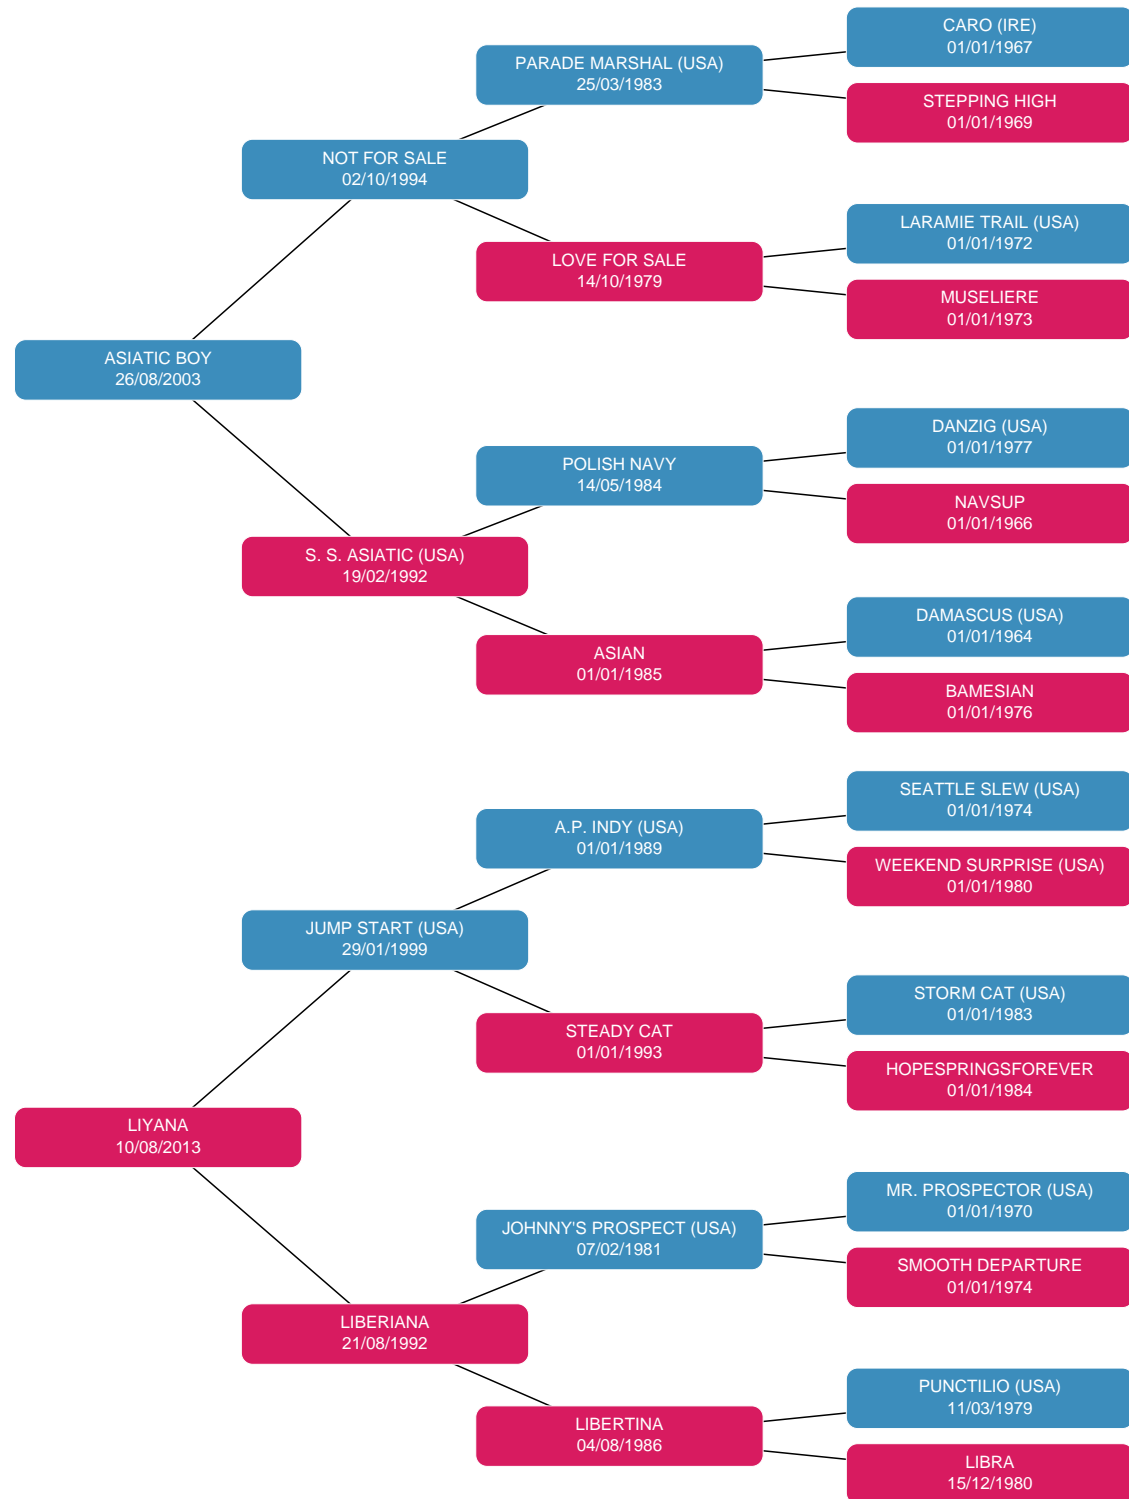 CARO (IRE)
01/01/1967
PARADE MARSHAL (USA)
25/03/1983
STEPPING HIGH
01/01/1969
NOT FOR SALE
02/10/1994
LARAMIE TRAIL (USA)
01/01/1972
LOVE FOR SALE
14/10/1979
MUSELIERE
01/01/1973
ASIATIC BOY
26/08/2003
DANZIG (USA)
01/01/1977
POLISH NAVY
14/05/1984
NAVSUP
01/01/1966
S. S. ASIATIC (USA)
19/02/1992
DAMASCUS (USA)
01/01/1964
ASIAN
01/01/1985
BAMESIAN
01/01/1976
SEATTLE SLEW (USA)
01/01/1974
A.P. INDY (USA)
01/01/1989
WEEKEND SURPRISE (USA)
01/01/1980
JUMP START (USA)
29/01/1999
STORM CAT (USA)
01/01/1983
STEADY CAT
01/01/1993
HOPESPRINGSFOREVER
01/01/1984
LIYANA
10/08/2013
MR. PROSPECTOR (USA)
01/01/1970
JOHNNY'S PROSPECT (USA)
07/02/1981
SMOOTH DEPARTURE
01/01/1974
LIBERIANA
21/08/1992
PUNCTILIO (USA)
11/03/1979
LIBERTINA
04/08/1986
LIBRA
15/12/1980